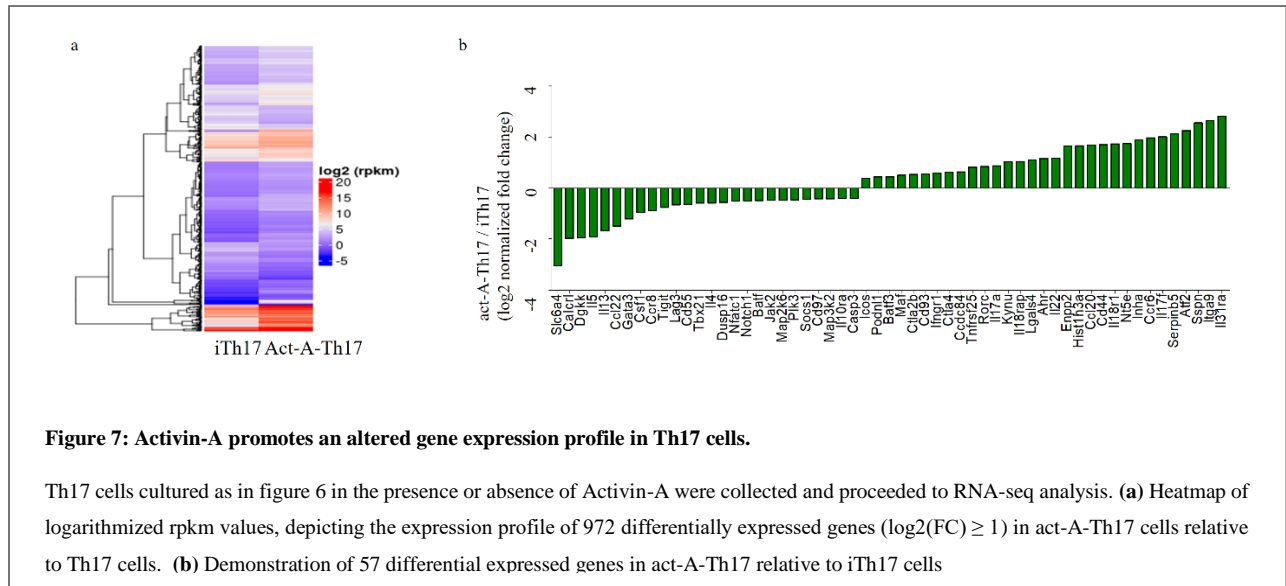 a
b
log2 (rpkm)
20
15
10
5
0
-5
iTh17 Act-A-Th17
act-A-Th17 / iTh17
(log2 normalized fold change)
4
2
0
-2
-4
Slc6a4
Calcrl
Dgkk
Il5
Il13
Ccl22
Gata3
Csf1
Ccr8
Tigit
Lag3
Cd55
Tbx21
Il4
Dusp16
Nfatc1
Notch1
Batf
Jak2
Map2k6
Plk3
Socs1
Cd97
Map3k2
Il10ra
Casp3
Icos
Podnl1
Batf3
Maf
Ctla2b
Cd93
Ifngr1
Ctla4
Ccdc84
Tnfrsf25
Rorc
Il17a
Kynu
Il18rap
Lgals4
Ahr
Il22
Enpp2
Hist1h3a
Ccl20
Cd44
Il18r1
Nt5e
Inha
Ccr6
Il17f
Serpinb5
Aff2
Sspn
Itga9
Il31ra
Figure 7: Activin-A promotes an altered gene expression profile in Th17 cells.
Th17 cells cultured as in figure 6 in the presence or absence of Activin-A were collected and proceeded to RNA-seq analysis. (a) Heatmap of
logarithmized rpkm values, depicting the expression profile of 972 differentially expressed genes (log2(FC) ≥ 1) in act-A-Th17 cells relative
to Th17 cells. (b) Demonstration of 57 differential expressed genes in act-A-Th17 relative to iTh17 cells